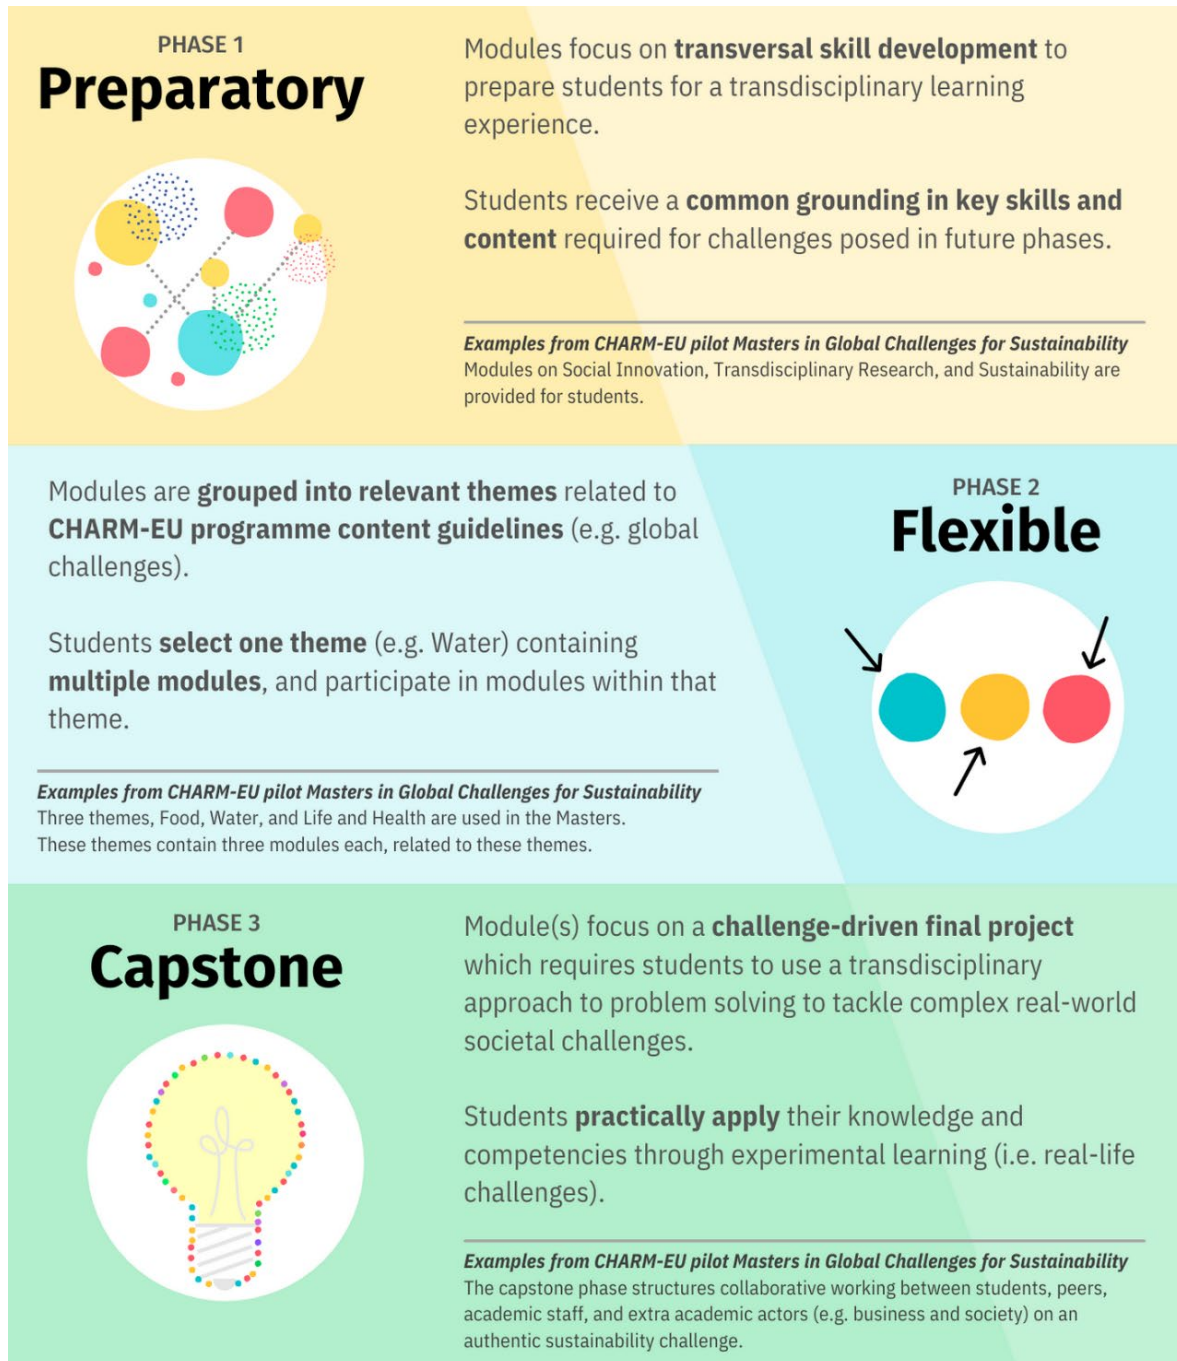 PHASE 1
Preparatory
Modules focus on transversal skill development to
prepare students for a transdisciplinary learning
experience.
Students receive a common grounding in key skills and
content required for challenges posed in future phases.
Examples from CHARM-EU pilot Masters in Global Challenges for Sustainability
Modules on Social Innovation, Transdisciplinary Research, and Sustainability are
provided for students.
PHASE 2
Flexible
Modules are grouped into relevant themes related to
CHARM-EU programme content guidelines (e.g. global
challenges).
Students select one theme (e.g. Water) containing
multiple modules, and participate in modules within that
theme.
Examples from CHARM-EU pilot Masters in Global Challenges for Sustainability
Three themes, Food, Water, and Life and Health are used in the Masters.
These themes contain three modules each, related to these themes.
PHASE 3
Capstone
Module(s) focus on a challenge-driven final project
which requires students to use a transdisciplinary
approach to problem solving to tackle complex real-world
societal challenges.
Students practically apply their knowledge and
competencies through experimental learning (i.e. real-life
challenges).
Examples from CHARM-EU pilot Masters in Global Challenges for Sustainability
The capstone phase structures collaborative working between students, peers,
academic staff, and extra academic actors (e.g. business and society) on an
authentic sustainability challenge.